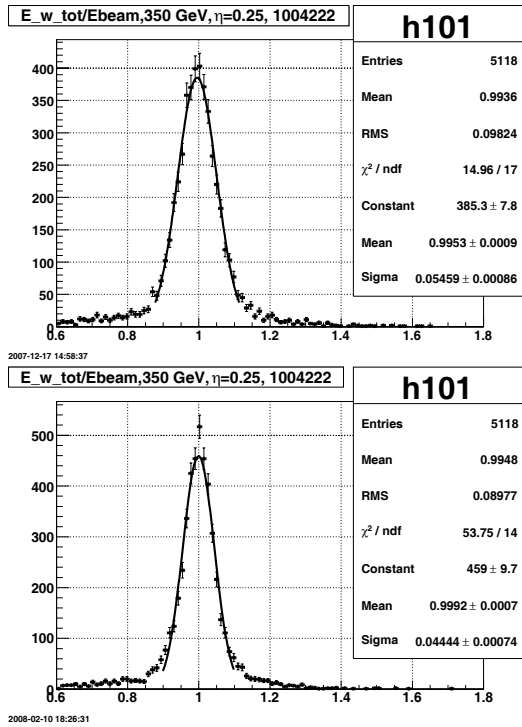 E_w_tot/Ebeam,350 GeV,η=0.25, 1004222
h101
Entries 5118
Mean 0.9936
RMS 0.09824
χ² / ndf 14.96 / 17
Constant 385.3 ± 7.8
Mean 0.9953 ± 0.0009
Sigma 0.05459 ± 0.00086
400
350
300
250
200
150
100
50
0
0.6 0.8 1 1.2 1.4 1.6 1.8
2007-12-17 14:58:37
E_w_tot/Ebeam,350 GeV,η=0.25, 1004222
h101
Entries 5118
Mean 0.9948
RMS 0.08977
χ² / ndf 53.75 / 14
Constant 459 ± 9.7
Mean 0.9992 ± 0.0007
Sigma 0.04444 ± 0.00074
500
400
300
200
100
0
0.6 0.8 1 1.2 1.4 1.6 1.8
2008-02-10 18:26:31